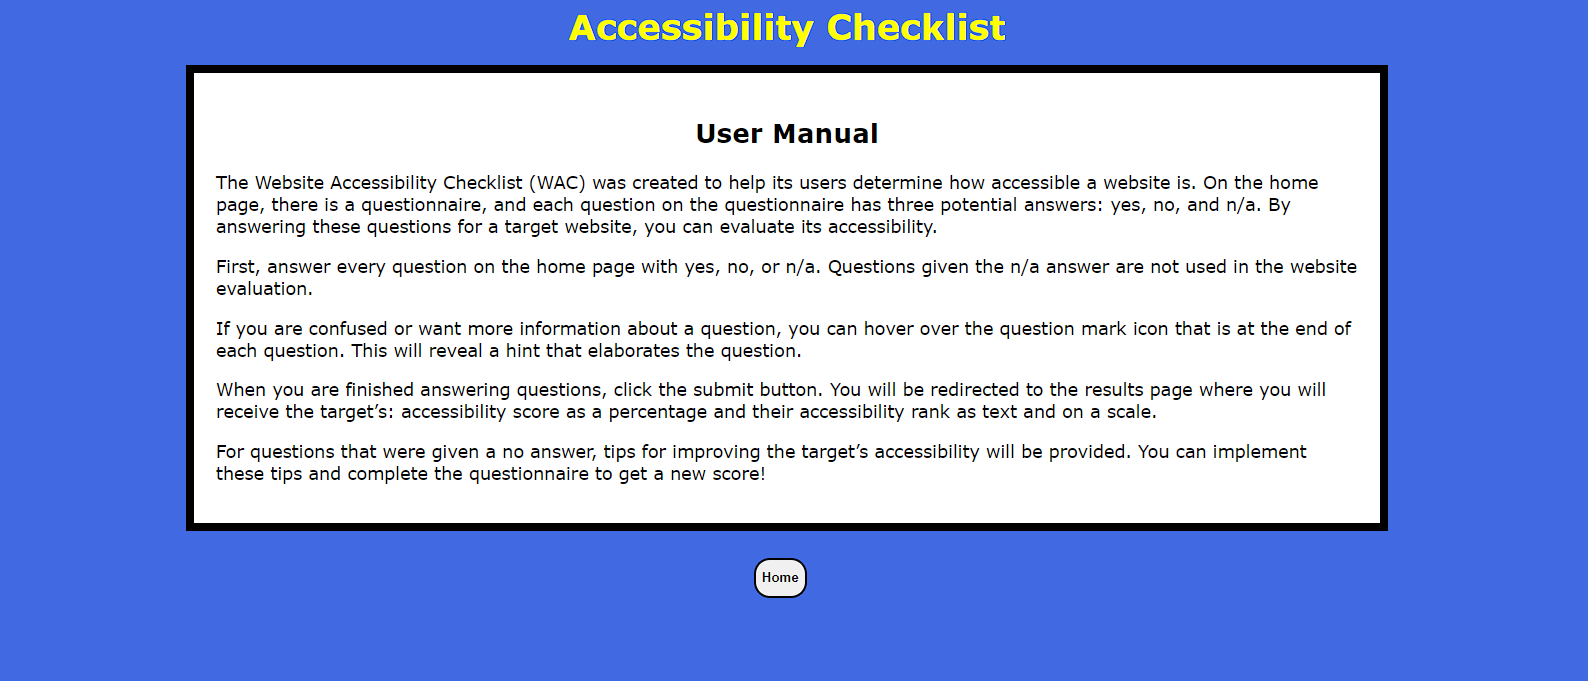 Accessibility Checklist
User Manual
The Website Accessibility Checklist (WAC) was created to help its users determine how accessible a website is. On the home
page, there is a questionnaire, and each question on the questionnaire has three potential answers: yes, no, and n/a. By
answering these questions for a target website, you can evaluate its accessibility.
First, answer every question on the home page with yes, no, or n/a. Questions given the n/a answer are not used in the website
evaluation.
If you are confused or want more information about a question, you can hover over the question mark icon that is at the end of
each question. This will reveal a hint that elaborates the question.
When you are finished answering questions, click the submit button. You will be redirected to the results page where you will
receive the target’s: accessibility score as a percentage and their accessibility rank as text and on a scale.
For questions that were given a no answer, tips for improving the target’s accessibility will be provided. You can implement
these tips and complete the questionnaire to get a new score!
Home